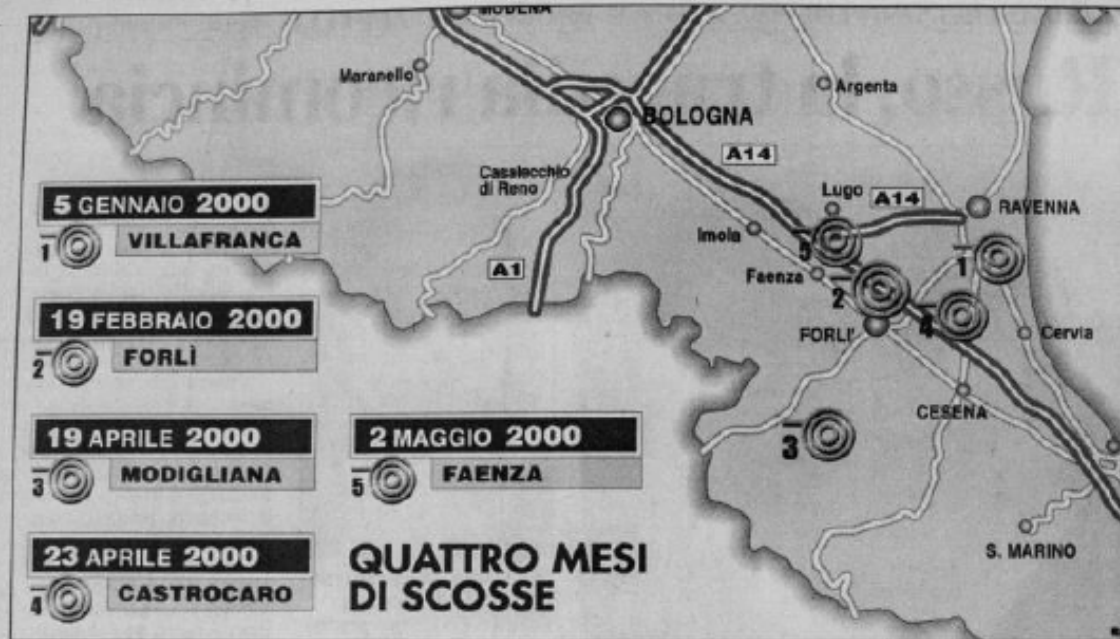 5 GENNAIO 2000
1 VILLAFRANCA
19 FEBBRAIO 2000
2 FORLÌ
19 APRILE 2000
3 MODIGLIANA
23 APRILE 2000
4 CASTROCARO
2 MAGGIO 2000
5 FAENZA
QUATTRO MESI
DI SCOSSE
MODENA
Maranello
BOLOGNA
Argenta
A14
Casalecchio
di Reno
Lugo
A14
RAVENNA
Imola
5
1
A1
Faenza
2
4
FORLI'
Cervia
CESENA
3
S. MARINO